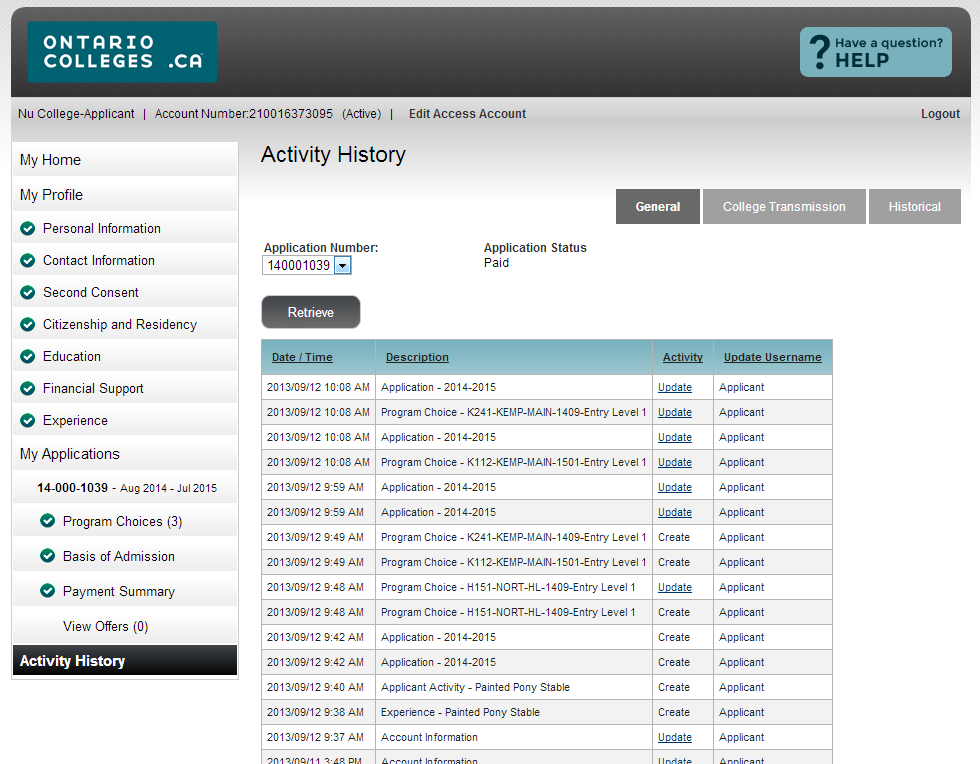 ONTARIO
COLLEGES .CA
Have a question?
? HELP
Nu College-Applicant | Account Number:210016373095 (Active) | Edit Access Account Logout
Activity History
My Home
My Profile
Personal Information
Contact Information
Second Consent
Citizenship and Residency
Education
Financial Support
Experience
My Applications
14-000-1039 - Aug 2014 - Jul 2015
Program Choices (3)
Basis of Admission
Payment Summary
View Offers (0)
Activity History
General College Transmission Historical
Application Number: Application Status
140001039 Paid
Retrieve
Date / Time Description Activity Update Username
2013/09/12 10:08 AM Application - 2014-2015 Update Applicant
2013/09/12 10:08 AM Program Choice - K241-KEMP-MAIN-1409-Entry Level 1 Update Applicant
2013/09/12 10:08 AM Application - 2014-2015 Update Applicant
2013/09/12 10:08 AM Program Choice - K112-KEMP-MAIN-1501-Entry Level 1 Update Applicant
2013/09/12 9:59 AM Application - 2014-2015 Update Applicant
2013/09/12 9:59 AM Application - 2014-2015 Update Applicant
2013/09/12 9:49 AM Program Choice - K241-KEMP-MAIN-1409-Entry Level 1 Create Applicant
2013/09/12 9:49 AM Program Choice - K112-KEMP-MAIN-1501-Entry Level 1 Create Applicant
2013/09/12 9:48 AM Program Choice - H151-NORT-HL-1409-Entry Level 1 Update Applicant
2013/09/12 9:48 AM Program Choice - H151-NORT-HL-1409-Entry Level 1 Create Applicant
2013/09/12 9:42 AM Application - 2014-2015 Create Applicant
2013/09/12 9:42 AM Application - 2014-2015 Create Applicant
2013/09/12 9:40 AM Applicant Activity - Painted Pony Stable Create Applicant
2013/09/12 9:38 AM Experience - Painted Pony Stable Create Applicant
2013/09/12 9:37 AM Account Information Update Applicant
2013/09/11 3:48 PM Account Information Update Applicant